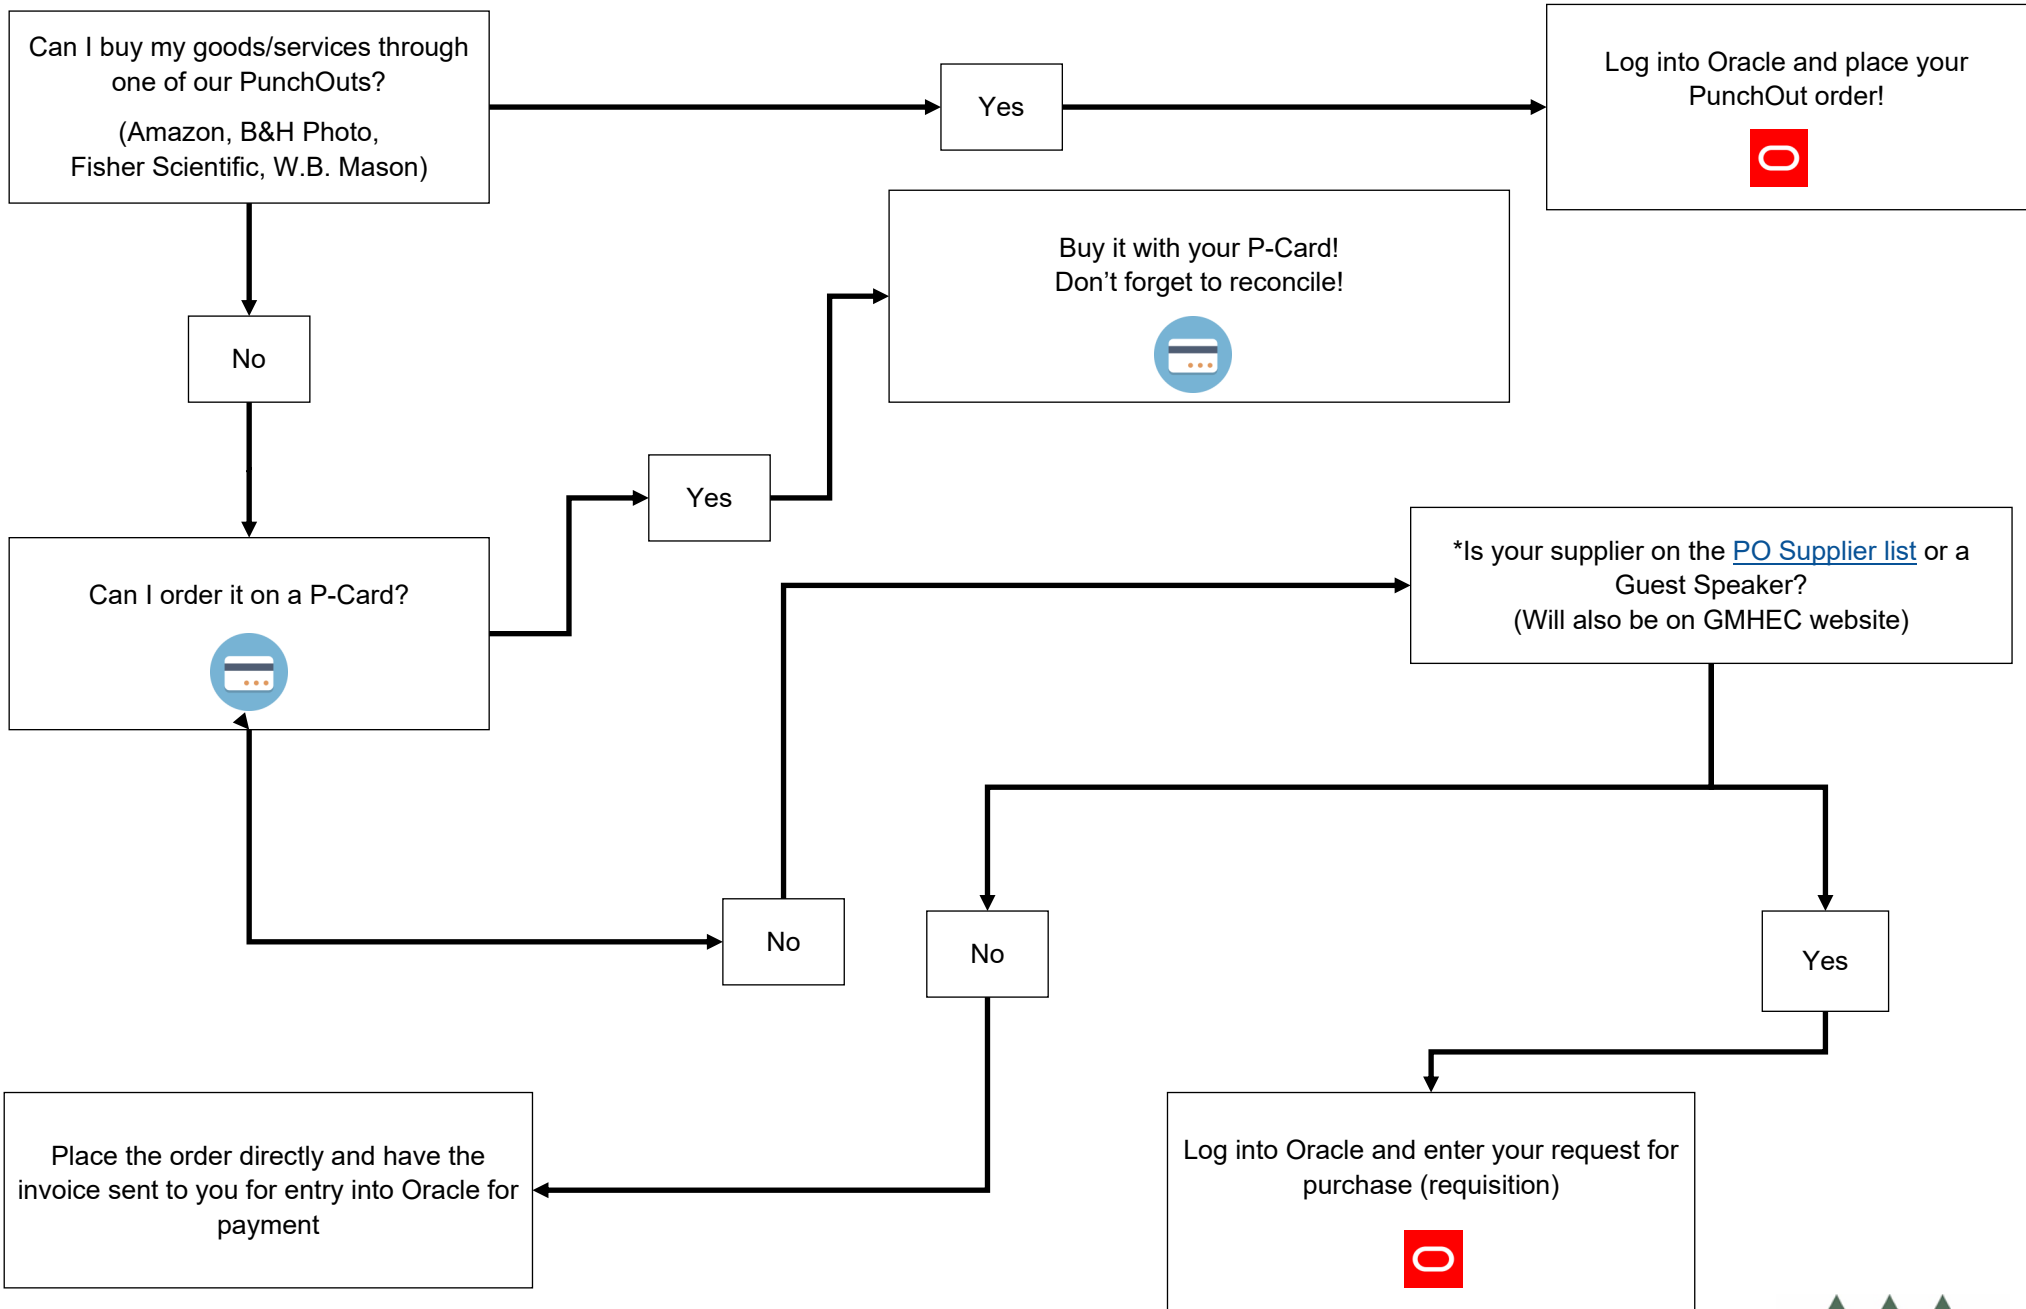 Can I buy my goods/services through
one of our PunchOuts?
(Amazon, B&H Photo,
Fisher Scientific, W.B. Mason)
Yes
Log into Oracle and place your
PunchOut order!
Buy it with your P-Card!
Don’t forget to reconcile!
No
Yes
Can I order it on a P-Card?
*Is your supplier on the PO Supplier list or a
Guest Speaker?
(Will also be on GMHEC website)
No
No
Yes
Place the order directly and have the
invoice sent to you for entry into Oracle for
payment
Log into Oracle and enter your request for
purchase (requisition)